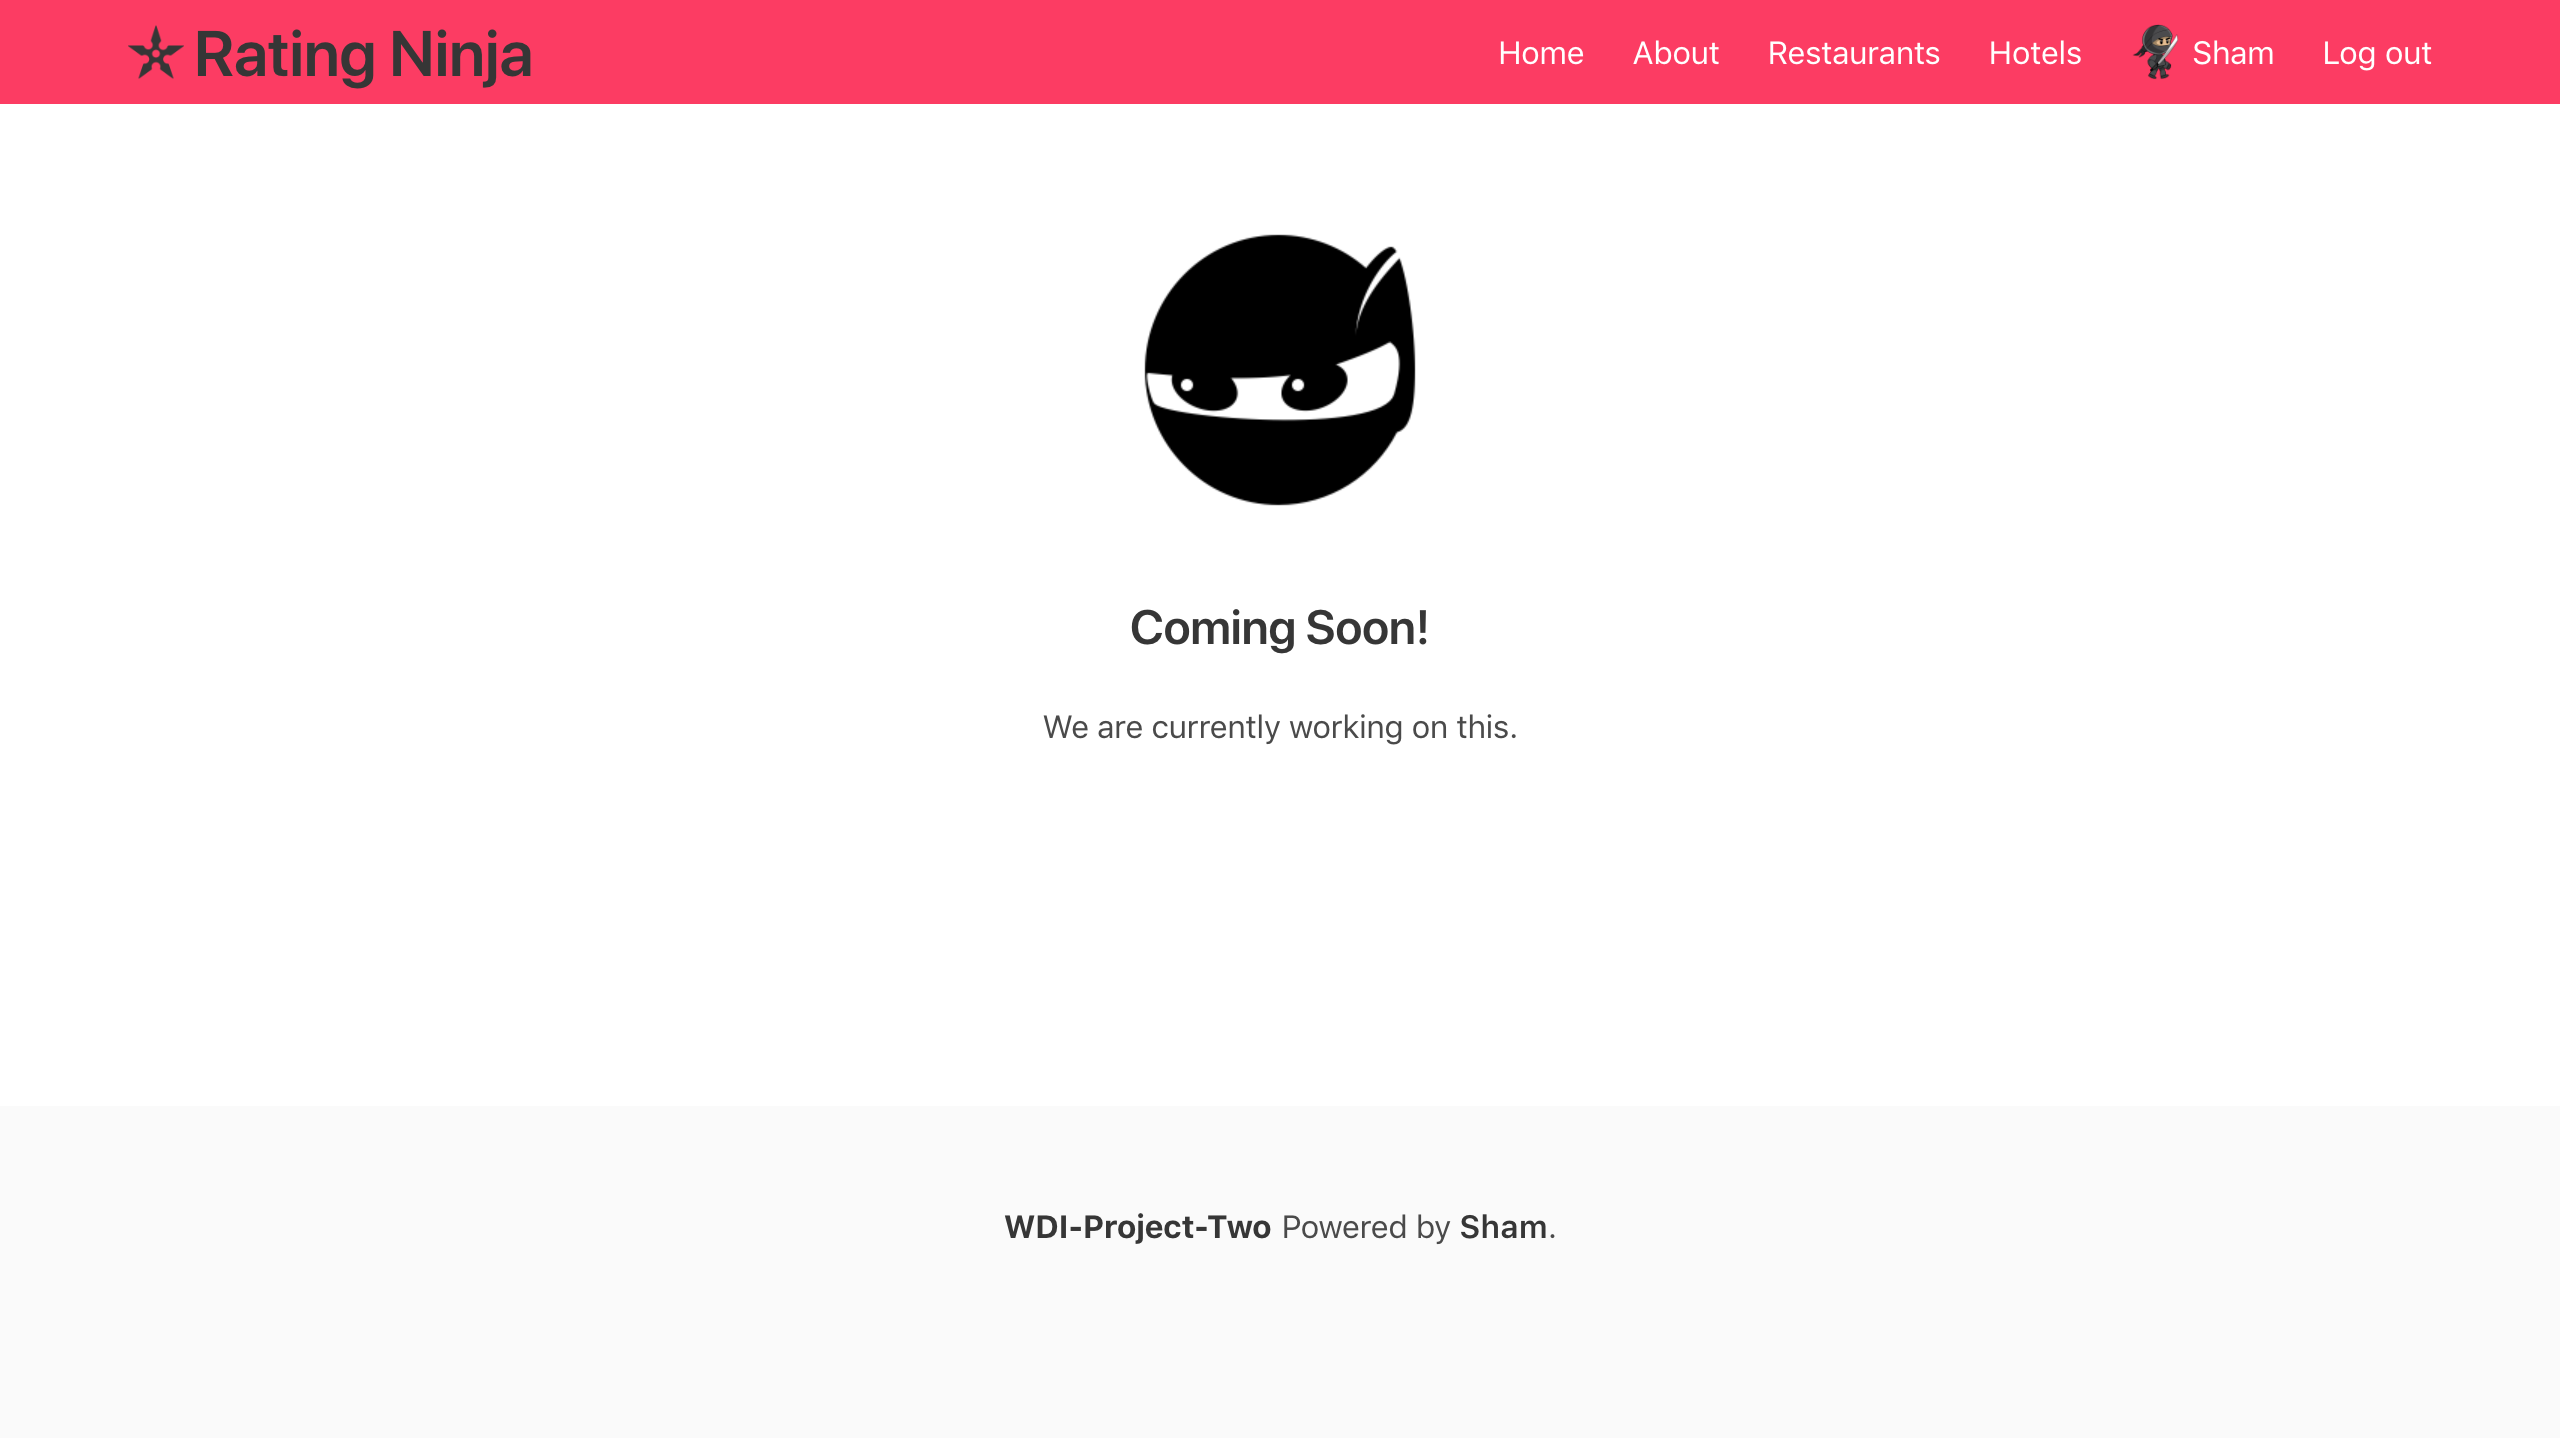 Rating Ninja
Home About Restaurants Hotels Sham Log out
Coming Soon!
We are currently working on this.
WDI-Project-Two Powered by Sham.